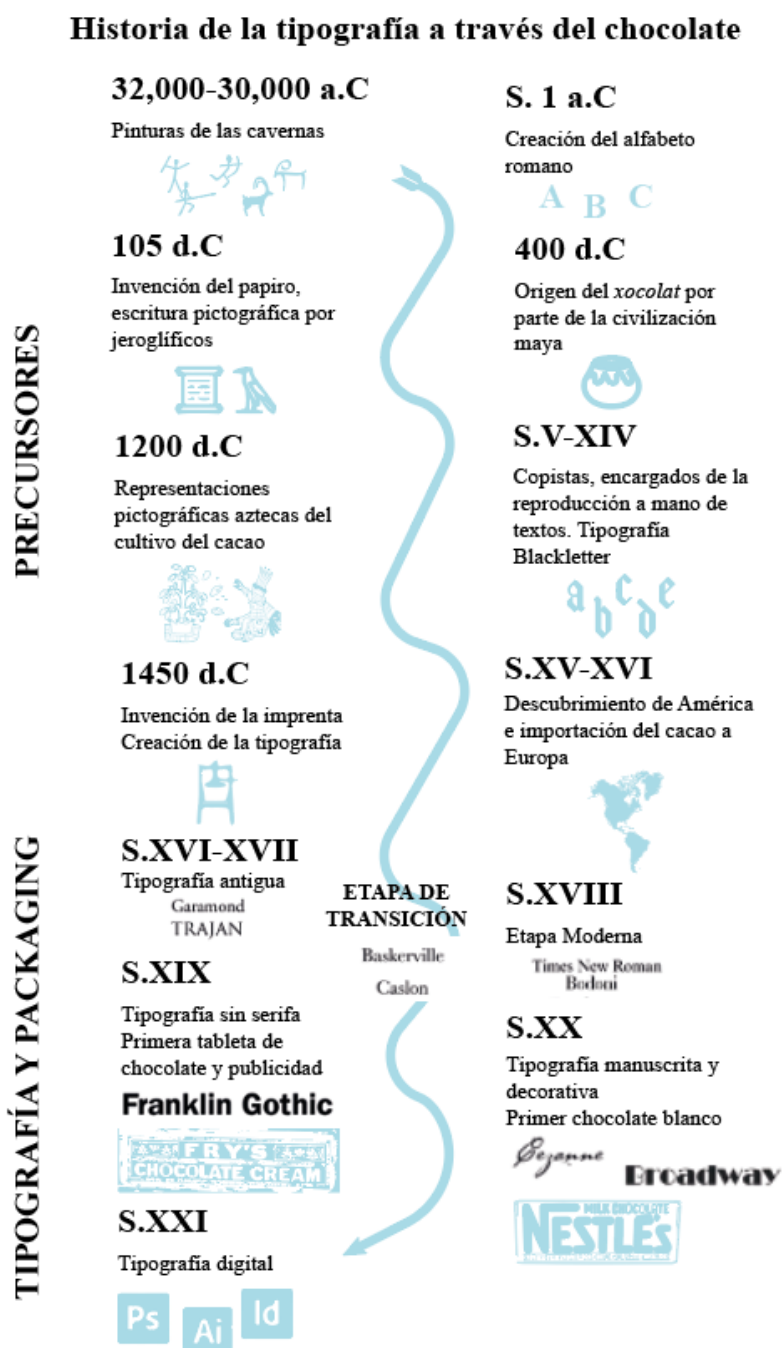 Historia de la tipografía a través del chocolate
PRECURSORES
32,000-30,000 a.C
Pinturas de las cavernas
S. 1 a.C
Creación del alfabeto
romano
A B C
105 d.C
Invención del papiro,
escritura pictográfica por
jeroglíficos
400 d.C
Origen del xocolat por
parte de la civilización
maya
1200 d.C
Representaciones
pictográficas aztecas del
cultivo del cacao
S.V-XIV
Copistas, encargados de la
reproducción a mano de
textos. Tipografía
Blackletter
a b c d e
1450 d.C
Invención de la imprenta
Creación de la tipografía
S.XV-XVI
Descubrimiento de América
e importación del cacao a
Europa
TIPOGRAFÍA Y PACKAGING
S.XVI-XVII
Tipografía antigua
Garamond
TRAJAN
ETAPA DE
TRANSICIÓN
Baskerville
Caslon
S.XVIII
Etapa Moderna
Times New Roman
Bodoni
S.XIX
Tipografía sin serifa
Primera tableta de
chocolate y publicidad
Franklin Gothic
FRY'S
CHOCOLATE CREAM
S.XX
Tipografía manuscrita y
decorativa
Primer chocolate blanco
Cezanne
Broadway
MILK CHOCOLATE
NESTLÉ'S
S.XXI
Tipografía digital
Ps Ai Id